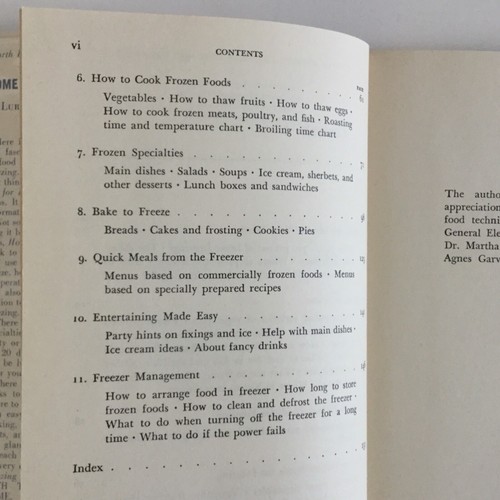 vi
CONTENTS
6. How to Cook Frozen Foods
Vegetables • How to thaw fruits • How to thaw eggs •
How to cook frozen meats, poultry, and fish • Roasting
time and temperature chart • Broiling time chart
7. Frozen Specialties
Main dishes • Salads • Soups • Ice cream, sherbets, and
other desserts • Lunch boxes and sandwiches
8. Bake to Freeze
Breads • Cakes and frosting • Cookies • Pies
9. Quick Meals from the Freezer
Menus based on commercially frozen foods • Menus
based on specially prepared recipes
10. Entertaining Made Easy
Party hints on fixings and ice • Help with main dishes •
Ice cream ideas • About fancy drinks
11. Freezer Management
How to arrange food in freezer • How long to store
frozen foods • How to clean and defrost the freezer •
What to do when turning off the freezer for a long
time • What to do if the power fails
Index
The autho
appreciation
food techni
General Ele
Dr. Martha
Agnes Garv